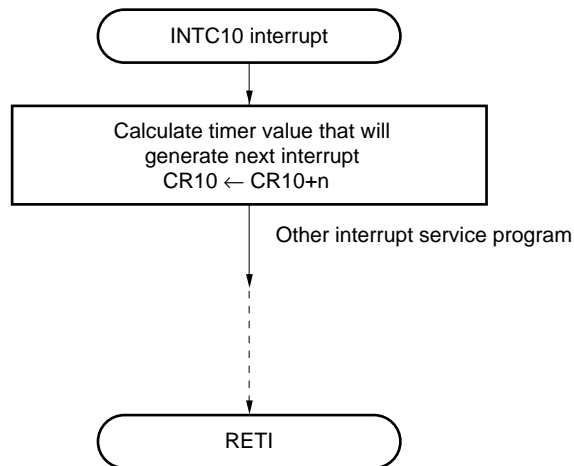 INTC10 interrupt
Calculate timer value that will
generate next interrupt
CR10 ← CR10+n
Other interrupt service program
RETI